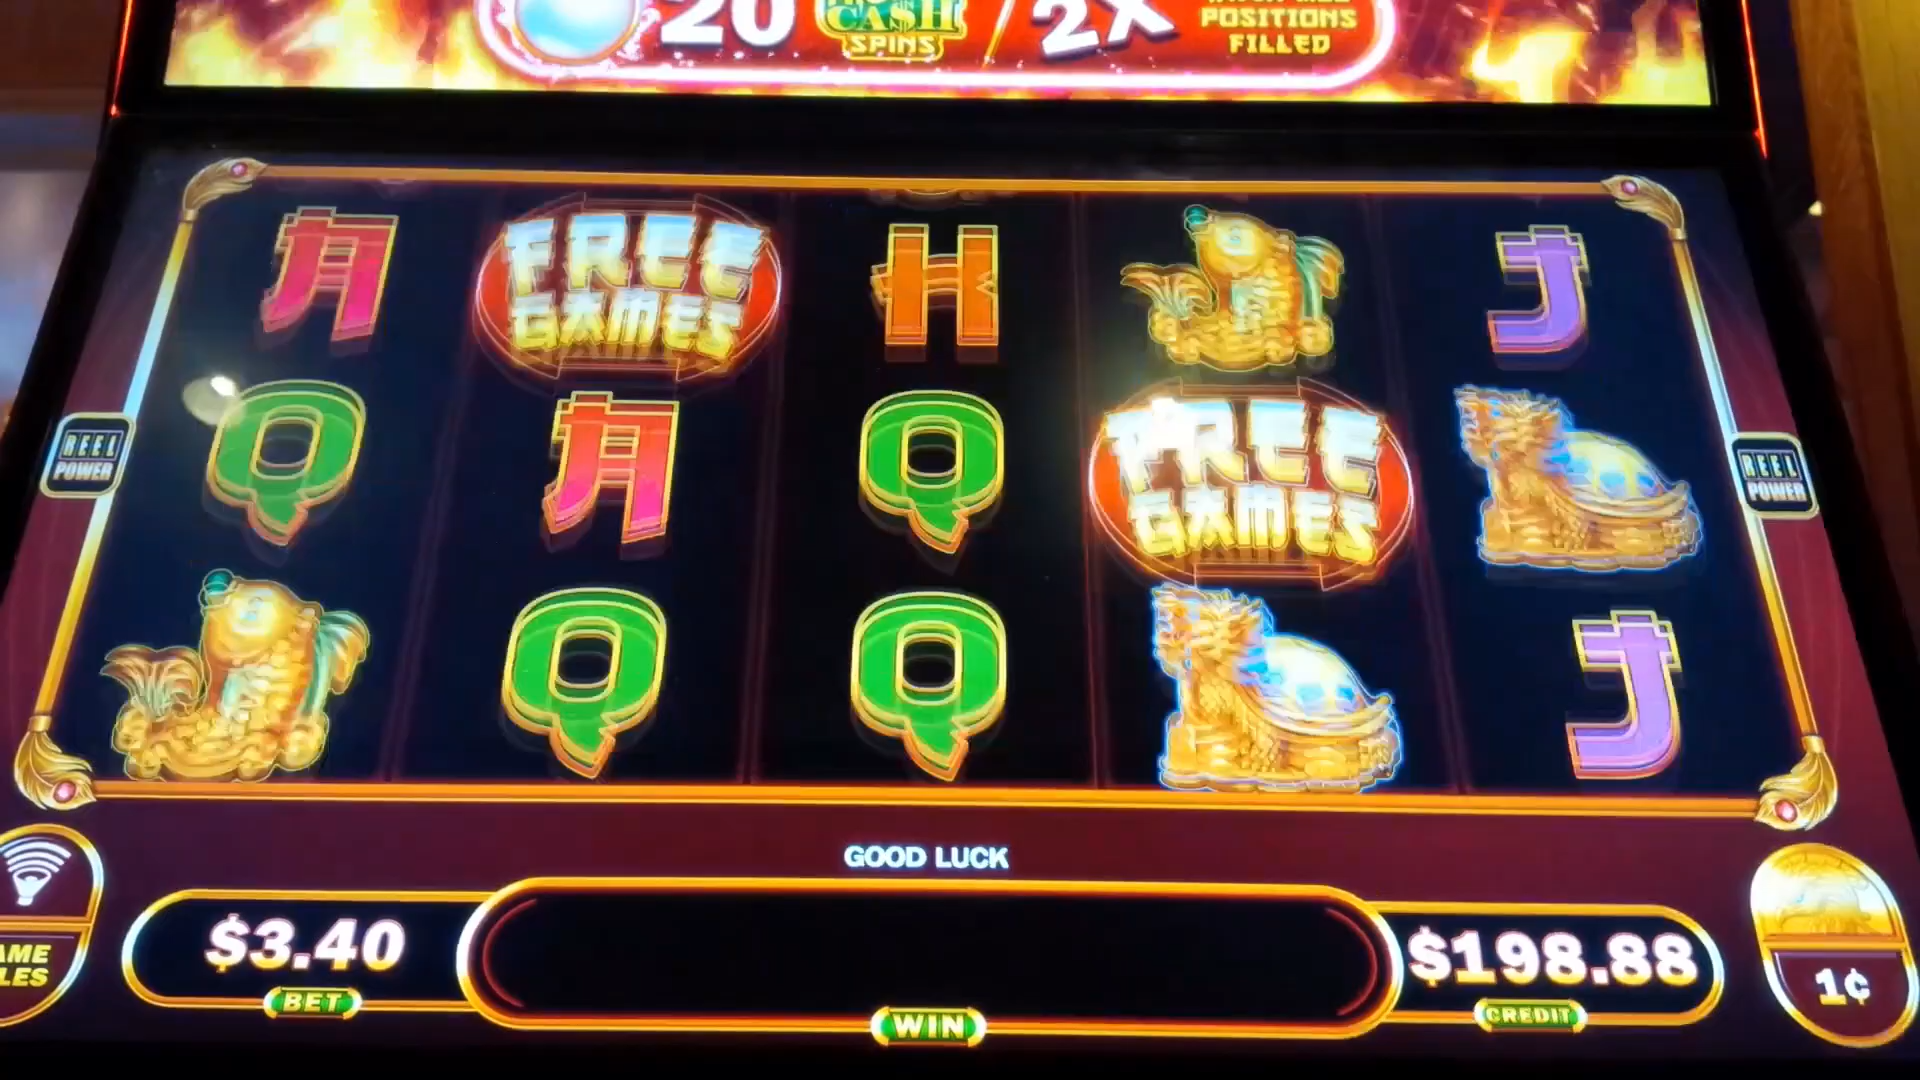 20
CA$H
SPINS
2X
POSITIONS
FILLED
A
FREE
GAMES
K
J
Q
A
Q
FREE
GAMES
Q
Q
J
REEL
POWER
REEL
POWER
GOOD LUCK
$3.40
BET
WIN
$198.88
CREDIT
1¢